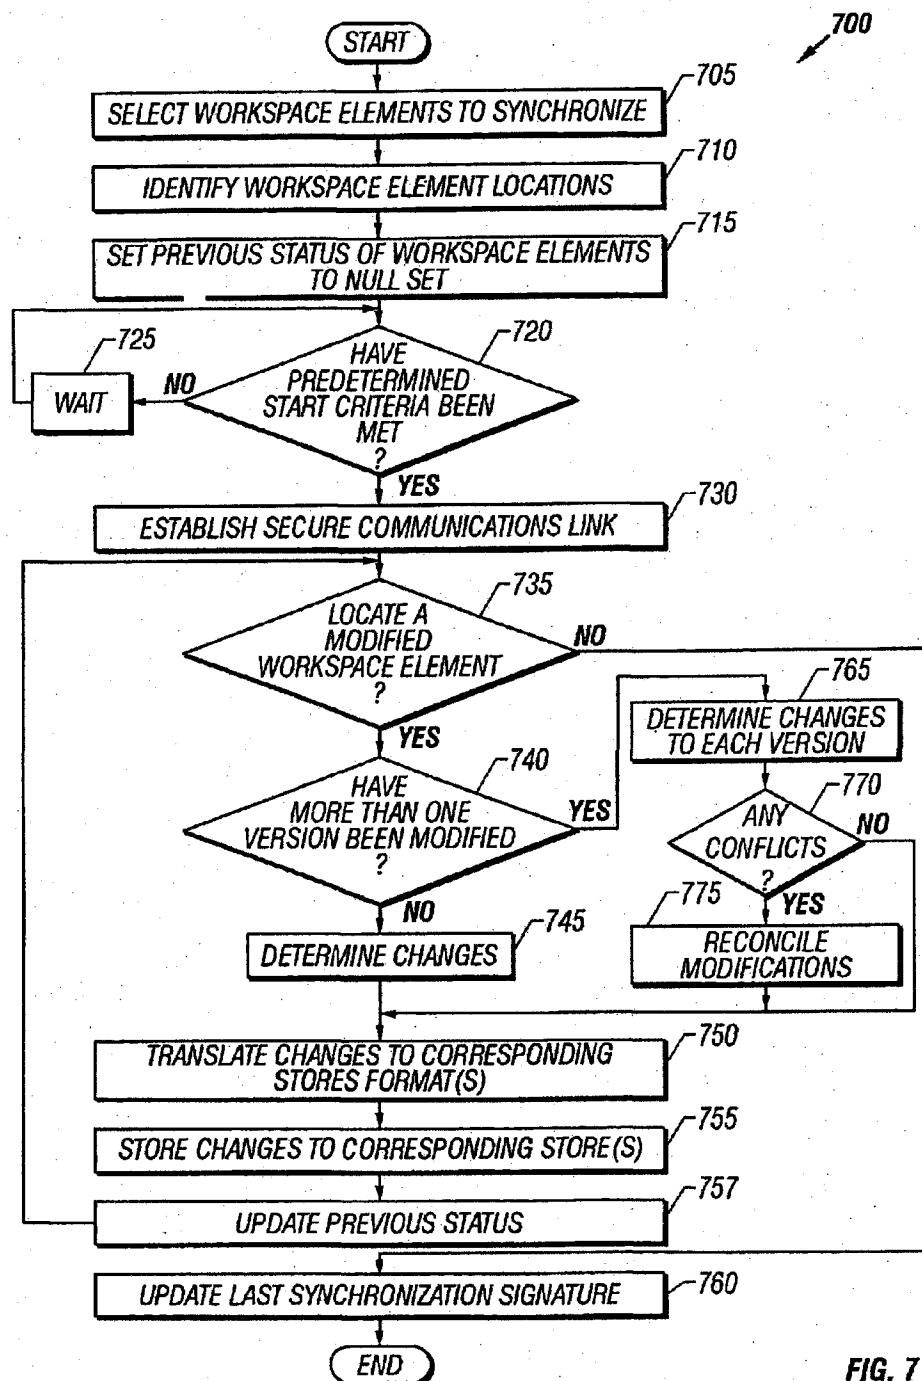 700
START
705
SELECT WORKSPACE ELEMENTS TO SYNCHRONIZE
710
IDENTIFY WORKSPACE ELEMENT LOCATIONS
715
SET PREVIOUS STATUS OF WORKSPACE ELEMENTS
TO NULL SET
720
HAVE
PREDETERMINED
START CRITERIA BEEN
MET
?
725
NO
WAIT
YES
730
ESTABLISH SECURE COMMUNICATIONS LINK
735
LOCATE A
MODIFIED
WORKSPACE ELEMENT
?
NO
YES
740
HAVE
MORE THAN ONE
VERSION BEEN MODIFIED
?
YES
NO
765
DETERMINE CHANGES
TO EACH VERSION
770
ANY
CONFLICTS
?
NO
YES
775
RECONCILE
MODIFICATIONS
745
DETERMINE CHANGES
750
TRANSLATE CHANGES TO CORRESPONDING
STORES FORMAT(S)
755
STORE CHANGES TO CORRESPONDING STORE(S)
757
UPDATE PREVIOUS STATUS
760
UPDATE LAST SYNCHRONIZATION SIGNATURE
END
FIG. 7